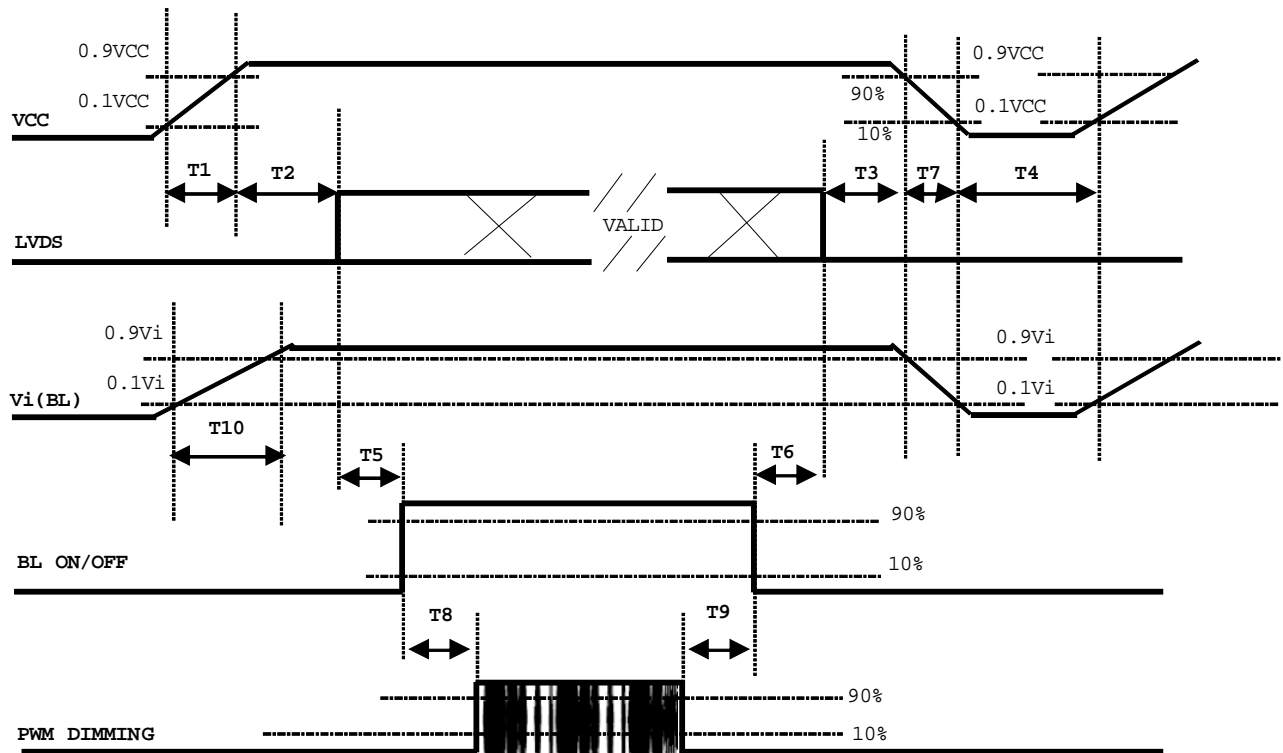 0.9VCC
0.9VCC
90%
0.1VCC
0.1VCC
VCC
10%
T1
T2
T3
T7
T4
VALID
LVDS
0.9Vi
0.9Vi
0.1Vi
0.1Vi
Vi(BL)
T10
T5
T6
90%
BL ON/OFF
10%
T8
T9
90%
PWM DIMMING
10%